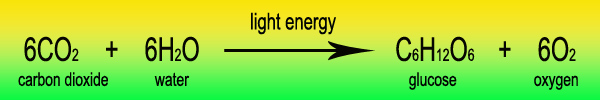 light energy
6CO₂ + 6H₂O → C₆H₁₂O₆ + 6O₂
carbon dioxide water glucose oxygen